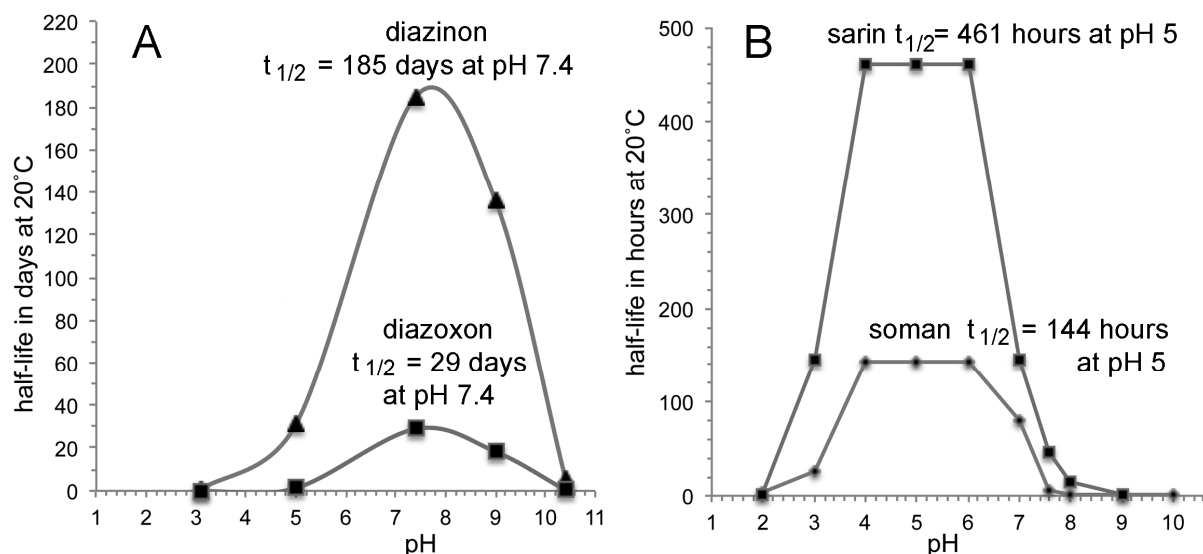 A
diazinon
t 1/2 = 185 days at pH 7.4
diazoxon
t 1/2 = 29 days
at pH 7.4
half-life in days at 20˚C
220
200
180
160
140
120
100
80
60
40
20
0
1 2 3 4 5 6 7 8 9 10 11
pH
B
sarin t1/2= 461 hours at pH 5
soman t1/2 = 144 hours
at pH 5
half-life in hours at 20˚C
500
400
300
200
100
0
1 2 3 4 5 6 7 8 9 10
pH